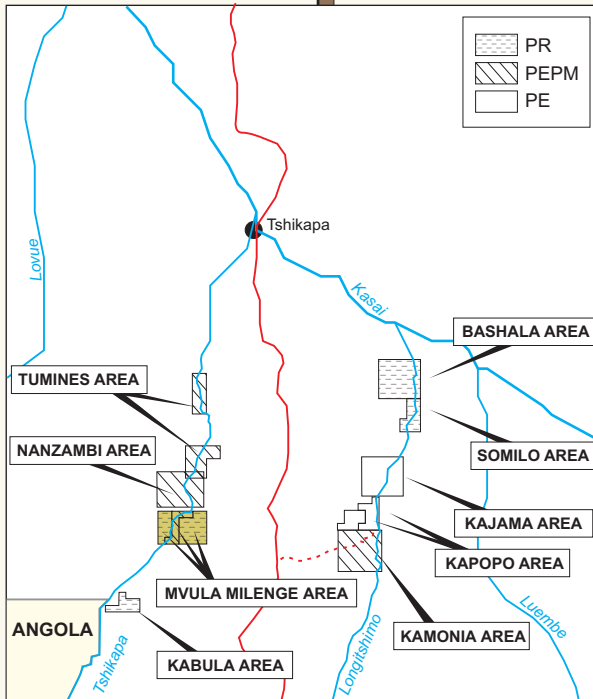 PR
PEPM
PE
Tshikapa
Lovue
Kasai
BASHALA AREA
TUMINES AREA
SOMILO AREA
NANZAMBI AREA
KAJAMA AREA
KAPOPO AREA
MVULA MILENGE AREA
ANGOLA
KAMONIA AREA
KABULA AREA
Tshikapa
Longitshimo
Luembe